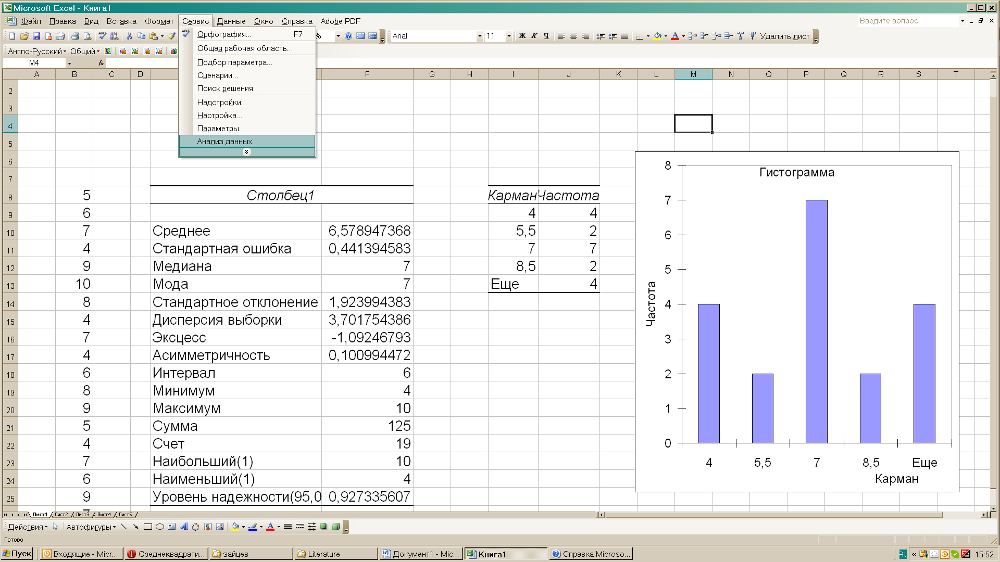 Microsoft Excel - Книга1
Файл Правка Вид Вставка Формат Сервис Данные Окно Справка Adobe PDF Введите вопрос
Орфография... F7
% Arial 11 Ж К Ч Удалить лист
Англо-Русский Общий
Общая рабочая область...
M4 fx
Подбор параметра...
Сценарии...
Поиск решения...
Надстройки...
Настройка...
Параметры...
Анализ данных...
A B C D F G H I J K L M N O P Q R S T
2
3
4
5
6
7
8 5 Столбец1 Карман Частота
9 6 4 4
10 7 Среднее 6,578947368 5,5 2
11 4 Стандартная ошибка 0,441394583 7 7
12 9 Медиана 7 8,5 2
13 10 Мода 7 Еще 4
14 8 Стандартное отклонение 1,923994383
15 4 Дисперсия выборки 3,701754386
16 7 Эксцесс -1,09246793
17 4 Асимметричность 0,100994472
18 6 Интервал 6
19 8 Минимум 4
20 9 Максимум 10
21 5 Сумма 125
22 4 Счет 19
23 7 Наибольший(1) 10
24 6 Наименьший(1) 4
25 9 Уровень надежности(95,0 0,927335607
Гистограмма
8
7
6
5
4
3
2
1
0
Частота
4 5,5 7 8,5 Еще
Карман
Лист1 Лист2 Лист3 Лист4 Лист5
Действия Автофигуры
Готово
Пуск Входящие - Micr... Среднеквадрати... зайцев Literature Документ1 - Mic... Книга1 Справка Microso... RU « 15:52